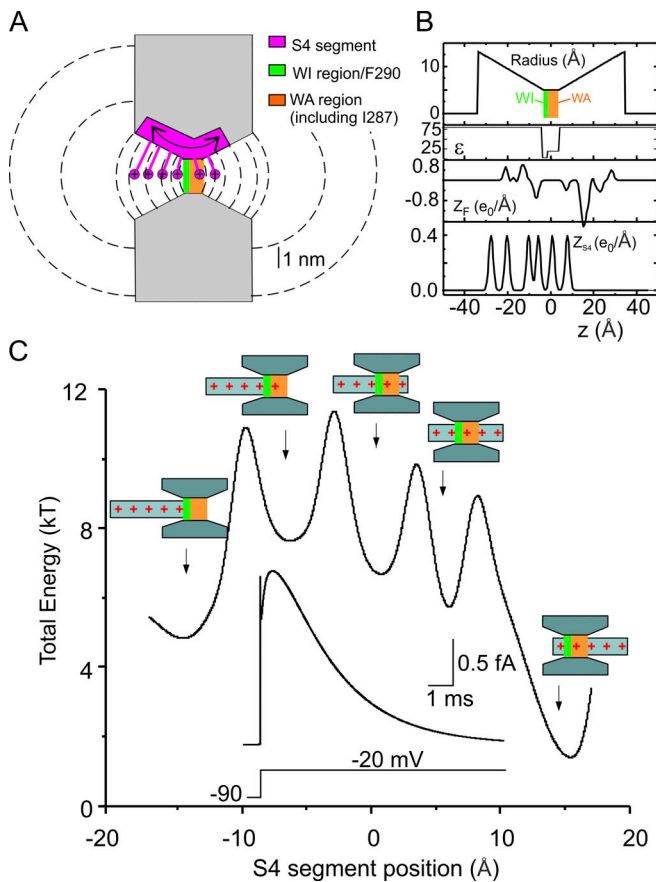 A
S4 segment
WI region/F290
WA region
(including I287)
1 nm
B
Radius (Å)
10
5
0
WI
WA
75
25
ε
0.8
-0.8
Z_F (e₀/Å)
Z_S4 (e₀/Å)
0.4
0.0
-40 -20 0 20 40
z (Å)
C
12
8
4
0
Total Energy (kT)
+ + + + +
+ + + + +
+ + + + +
+ + + + +
+ + + + +
0.5 fA
1 ms
-20 mV
-90
-20 -10 0 10 20
S4 segment position (Å)